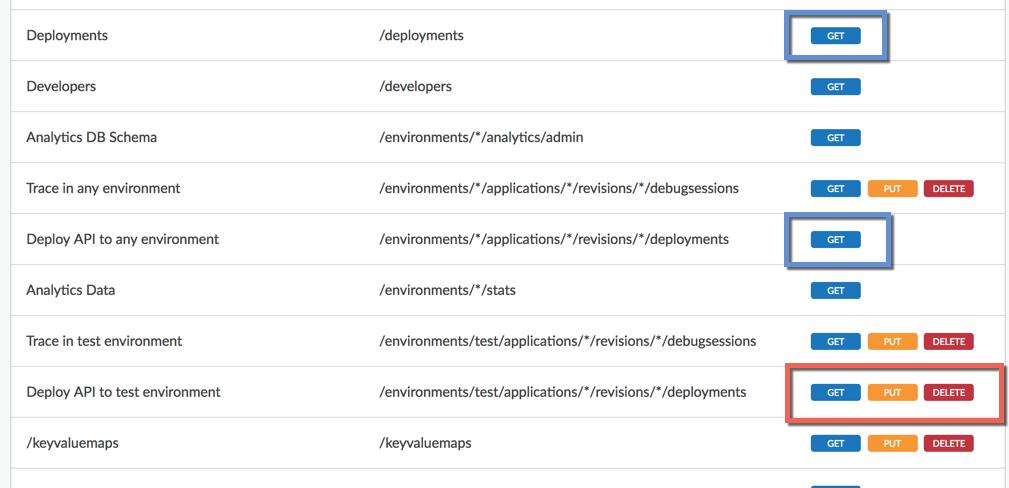 Deployments /deployments GET
Developers /developers GET
Analytics DB Schema /environments/*/analytics/admin GET
Trace in any environment /environments/*/applications/*/revisions/*/debugsessions GET PUT DELETE
Deploy API to any environment /environments/*/applications/*/revisions/*/deployments GET
Analytics Data /environments/*/stats GET
Trace in test environment /environments/test/applications/*/revisions/*/debugsessions GET PUT DELETE
Deploy API to test environment /environments/test/applications/*/revisions/*/deployments GET PUT DELETE
/keyvaluemaps /keyvaluemaps GET PUT DELETE